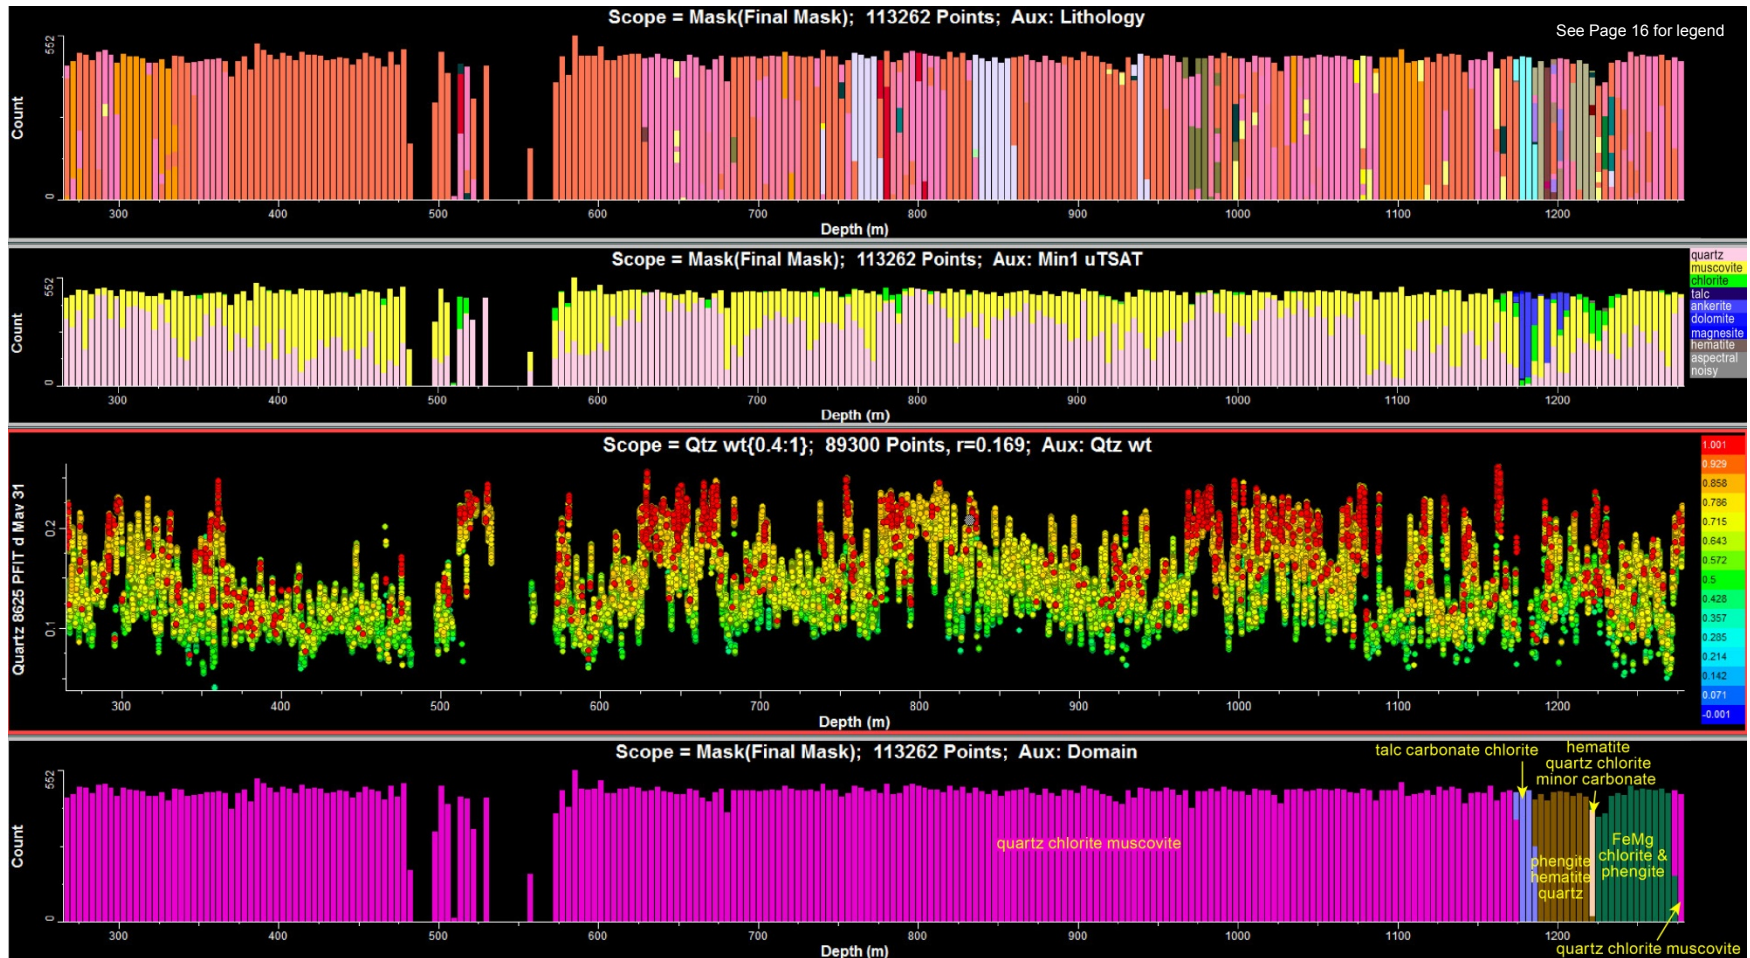 Scope = Mask(Final Mask); 113262 Points; Aux: Lithology
See Page 16 for legend
552
Count
0
300 400 500 600 700 800 900 1000 1100 1200
Depth (m)
Scope = Mask(Final Mask); 113262 Points; Aux: Min1 uTSAT
552
Count
0
300 400 500 600 700 800 900 1000 1100 1200
Depth (m)
quartz
muscovite
chlorite
talc
ankerite
dolomite
magnesite
hematite
aspectral
noisy
Scope = Qtz wt{0.4:1}; 89300 Points, r=0.169; Aux: Qtz wt
Quartz 8625 PFIT d May 31
0.2
0.1
300 400 500 600 700 800 900 1000 1100 1200
Depth (m)
1.001
0.929
0.858
0.786
0.715
0.643
0.572
0.5
0.428
0.357
0.285
0.214
0.142
0.071
-0.001
Scope = Mask(Final Mask); 113262 Points; Aux: Domain
talc carbonate chlorite
hematite
quartz chlorite
minor carbonate
552
Count
0
quartz chlorite muscovite
phengite
hematite
quartz
FeMg
chlorite &
phengite
300 400 500 600 700 800 900 1000 1100 1200
Depth (m)
quartz chlorite muscovite